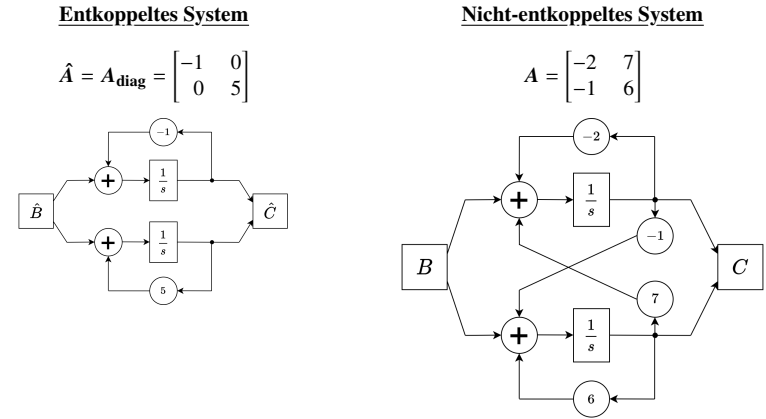 Entkoppeltes System
Nicht-entkoppeltes System
Â = A_diag = [−1 0
0 5]
A = [−2 7
−1 6]
−1
+
1/s
B̂
Ĉ
+
1/s
5
−2
+
1/s
−1
B
C
7
+
1/s
6